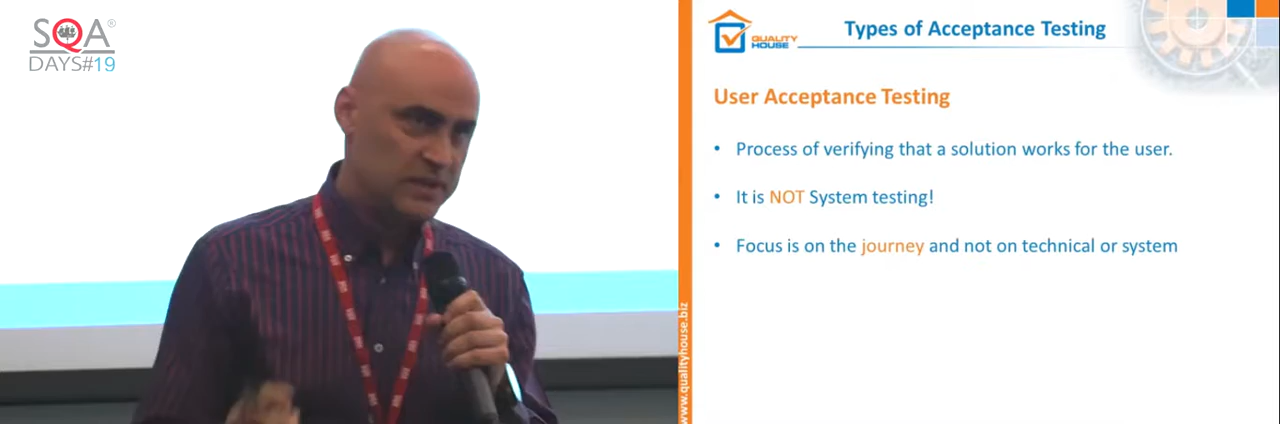 SQA®
DAYS#19
QUALITY
HOUSE
Types of Acceptance Testing
User Acceptance Testing
• Process of verifying that a solution works for the user.
• It is NOT System testing!
• Focus is on the journey and not on technical or system
www.qualityhouse.biz